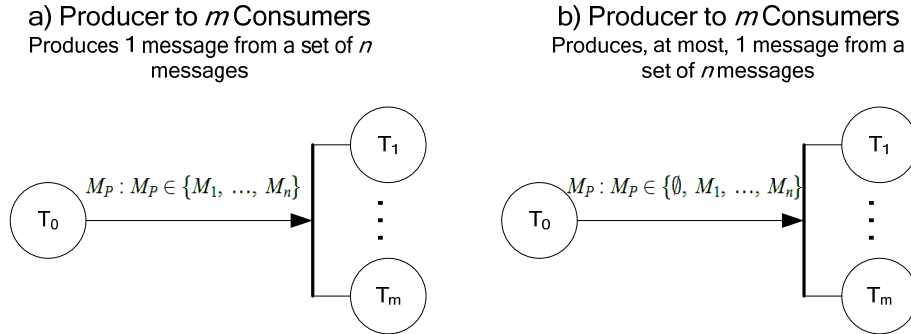 a) Producer to m Consumers
Produces 1 message from a set of n
messages
T1
MP : MP ∈ {M1, …, Mn}
T0
Tm
b) Producer to m Consumers
Produces, at most, 1 message from a
set of n messages
T1
MP : MP ∈ {∅, M1, …, Mn}
T0
Tm